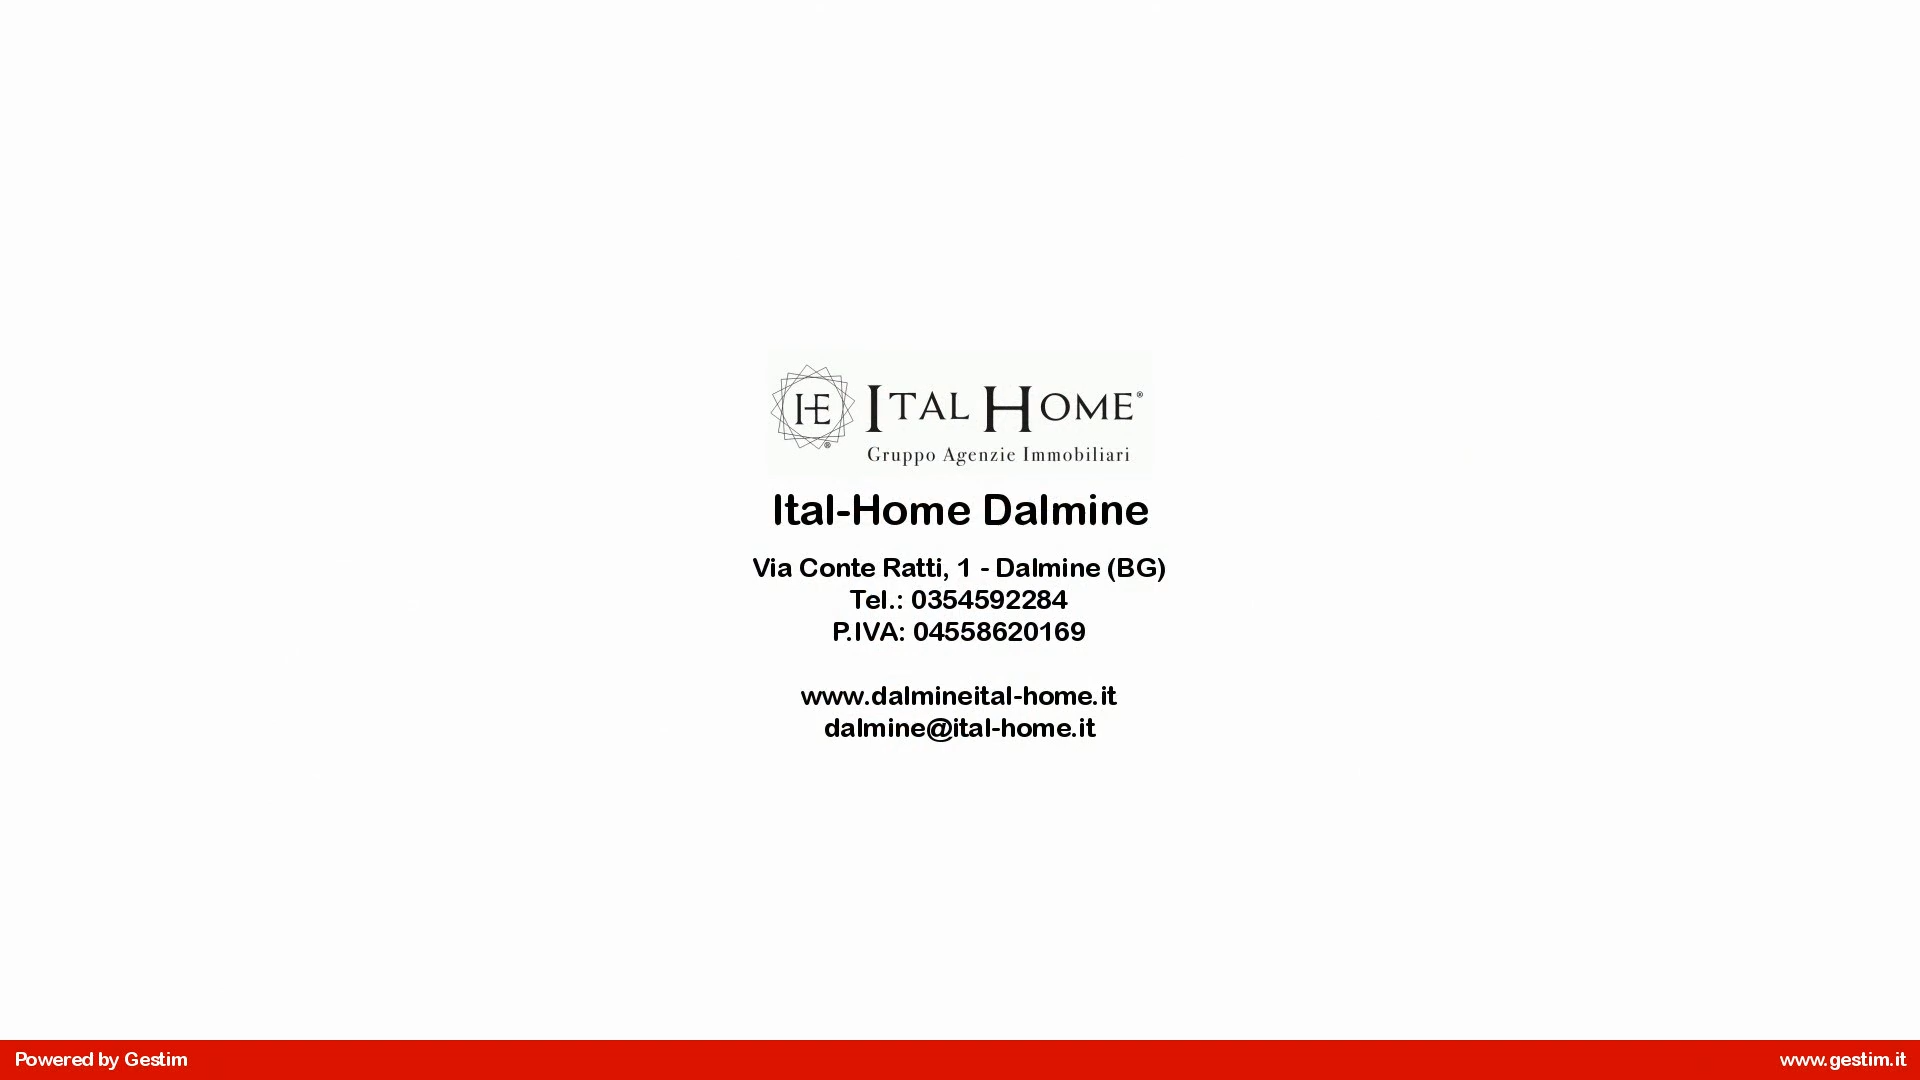 HE
ITAL HOME®
®
Gruppo Agenzie Immobiliari
Ital-Home Dalmine
Via Conte Ratti, 1 - Dalmine (BG)
Tel.: 0354592284
P.IVA: 04558620169
www.dalmineital-home.it
dalmine@ital-home.it
Powered by Gestim
www.gestim.it